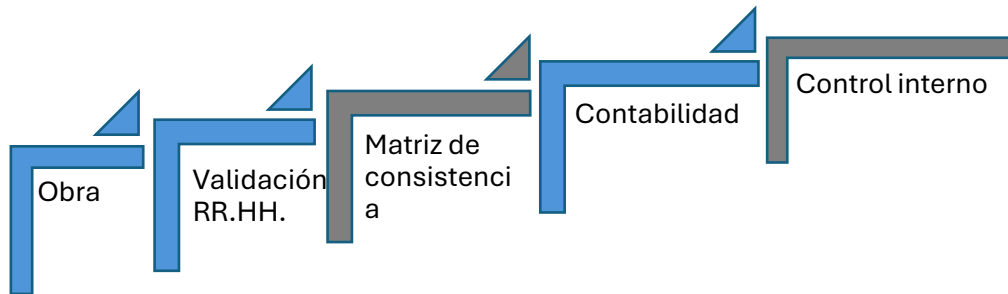 Obra
Validación
RR.HH.
Matriz de
consistenci
a
Contabilidad
Control interno